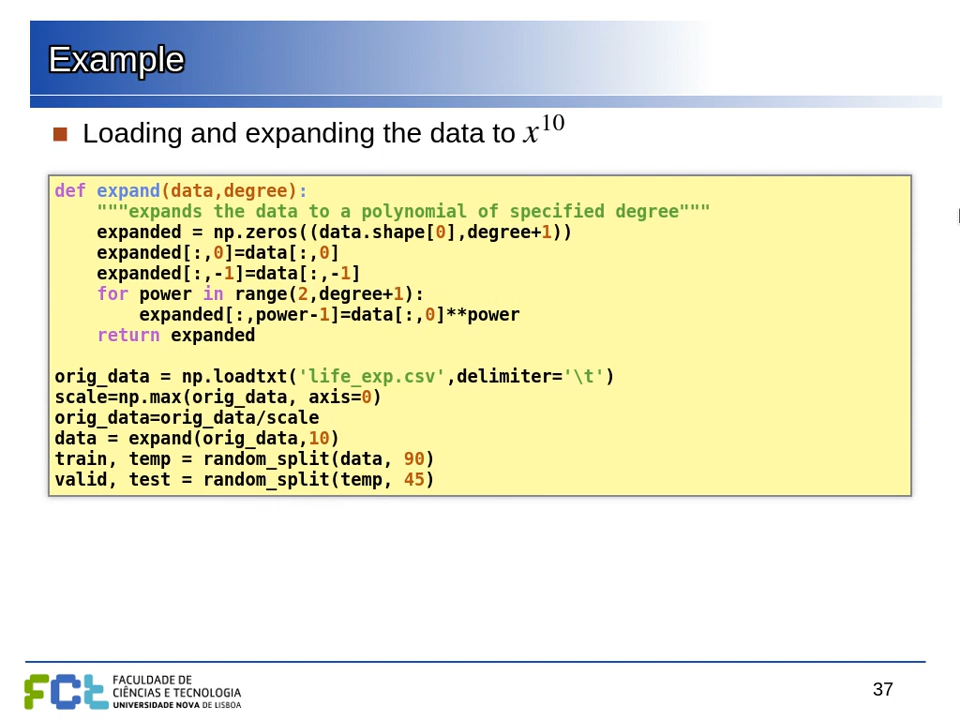 Example
Loading and expanding the data to x^10
def expand(data,degree):
    """expands the data to a polynomial of specified degree"""
    expanded = np.zeros((data.shape[0],degree+1))
    expanded[:,0]=data[:,0]
    expanded[:,-1]=data[:,-1]
    for power in range(2,degree+1):
        expanded[:,power-1]=data[:,0]**power
    return expanded

orig_data = np.loadtxt('life_exp.csv',delimiter='\t')
scale=np.max(orig_data, axis=0)
orig_data=orig_data/scale
data = expand(orig_data,10)
train, temp = random_split(data, 90)
valid, test = random_split(temp, 45)
FCt
FACULDADE DE
CIÊNCIAS E TECNOLOGIA
UNIVERSIDADE NOVA DE LISBOA
37